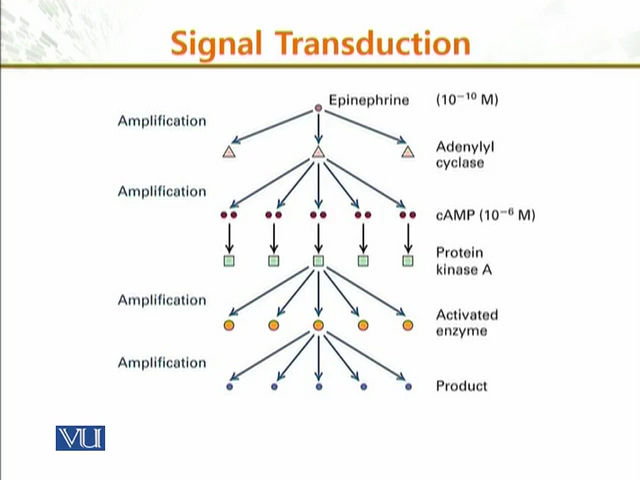 Signal Transduction
Epinephrine (10⁻¹⁰ M)
Amplification
Adenylyl
cyclase
Amplification
cAMP (10⁻⁶ M)
Protein
kinase A
Amplification
Activated
enzyme
Amplification
Product
VU